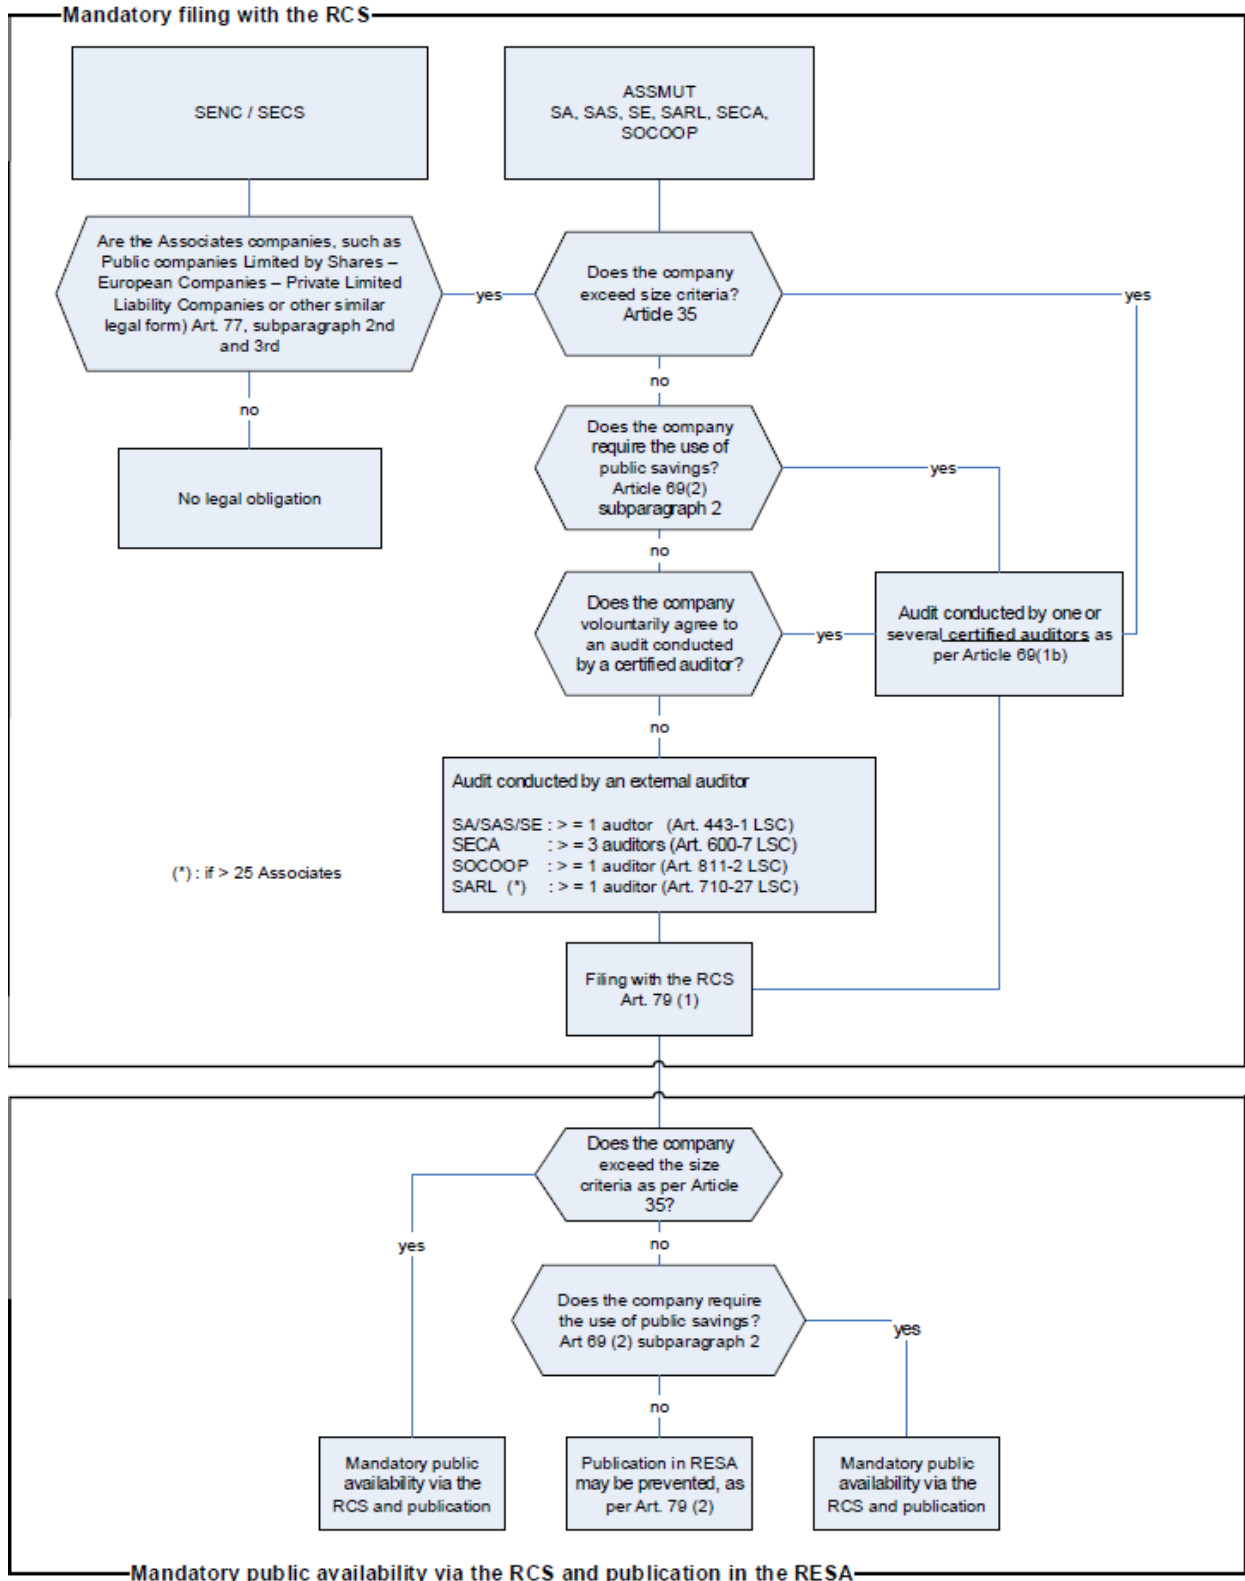 Mandatory filing with the RCS
SENC / SECS
ASSMUT
SA, SAS, SE, SARL, SECA,
SOCOOP
Are the Associates companies, such as
Public companies Limited by Shares –
European Companies – Private Limited
Liability Companies or other similar
legal form) Art. 77, subparagraph 2nd
and 3rd
yes
Does the company
exceed size criteria?
Article 35
yes
no
no
Does the company
require the use of
public savings?
Article 69(2)
subparagraph 2
yes
No legal obligation
no
Does the company
voluntarily agree to
an audit conducted
by a certified auditor?
yes
Audit conducted by one or
several certified auditors as
per Article 69(1b)
no
Audit conducted by an external auditor
SA/SAS/SE : > = 1 audtor (Art. 443-1 LSC)
SECA : > = 3 auditors (Art. 600-7 LSC)
SOCOOP : > = 1 auditor (Art. 811-2 LSC)
SARL (*) : > = 1 auditor (Art. 710-27 LSC)
(*) : if > 25 Associates
Filing with the RCS
Art. 79 (1)
Does the company
exceed the size
criteria as per Article
35?
yes
no
Does the company require
the use of public savings?
Art 69 (2) subparagraph 2
yes
no
Mandatory public
availability via the
RCS and publication
Publication in RESA
may be prevented, as
per Art. 79 (2)
Mandatory public
availability via the
RCS and publication
Mandatory public availability via the RCS and publication in the RESA